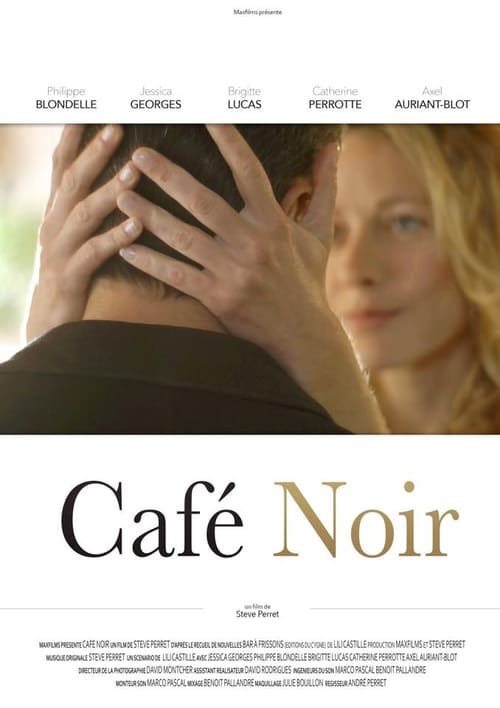 Maxfilms présente
Philippe Jessica Brigitte Catherine Axel
BLONDELLE GEORGES LUCAS PERROTTE AURIANT-BLOT
Café Noir
un film de
Steve Perret
MAXFILMS PRESENTE CAFE NOIR UN FILM DE STEVE PERRET D'APRÈS LE RECUEIL DE NOUVELLES BAR À FRISSONS (EDITIONS DU CYGNE) DE LILI CASTILLE PRODUCTION MAXFILMS ET STEVE PERRET
MUSIQUE ORIGINALE STEVE PERRET UN SCENARIO DE LILI CASTILLE AVEC JESSICA GEORGES PHILIPPE BLONDELLE BRIGITTE LUCAS CATHERINE PERROTTE AXEL AURIANT-BLOT
DIRECTEUR DE LA PHOTOGRAPHIE DAVID MONTCHER ASSISTANT REALISATEUR DAVID RODRIGUES INGENIEURS DU SON MARCO PASCAL BENOIT PALLANDRE
MONTEUR SON MARCO PASCAL MIXAGE BENOIT PALLANDRE MAQUILLAGE JULIE BOUILLON REGISSEUR ANDRÉ PERRET